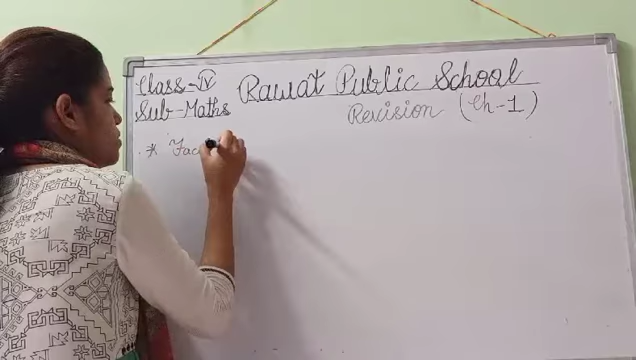 Class-IV
Rawat Public School
Sub-Maths
Revision (Ch-1)
* Fac